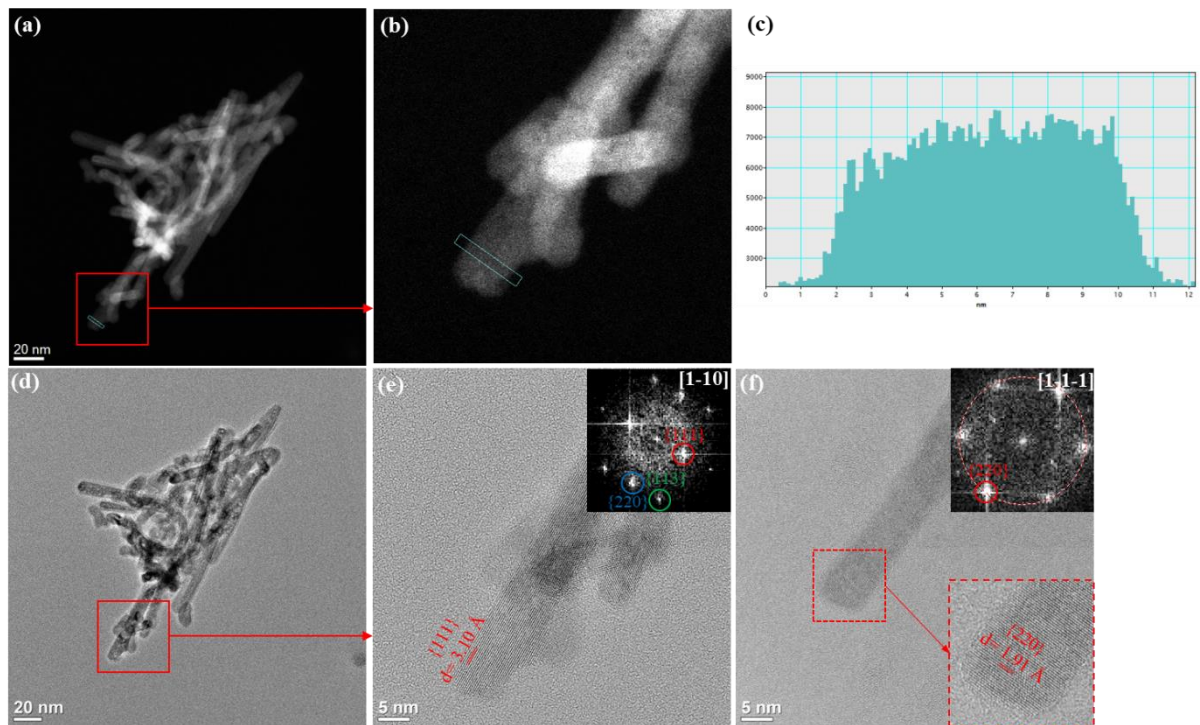 (a)
20 nm
(b)
(c)
9000
8000
7000
6000
5000
4000
3000
0 1 2 3 4 5 6 7 8 9 10 11 12
nm
(d)
20 nm
(e)
[1-10]
{111}
{220}
{113}
{111}
d= 3.10 Å
5 nm
(f)
[1-1-1]
{220}
{220}
d= 1.91 Å
5 nm